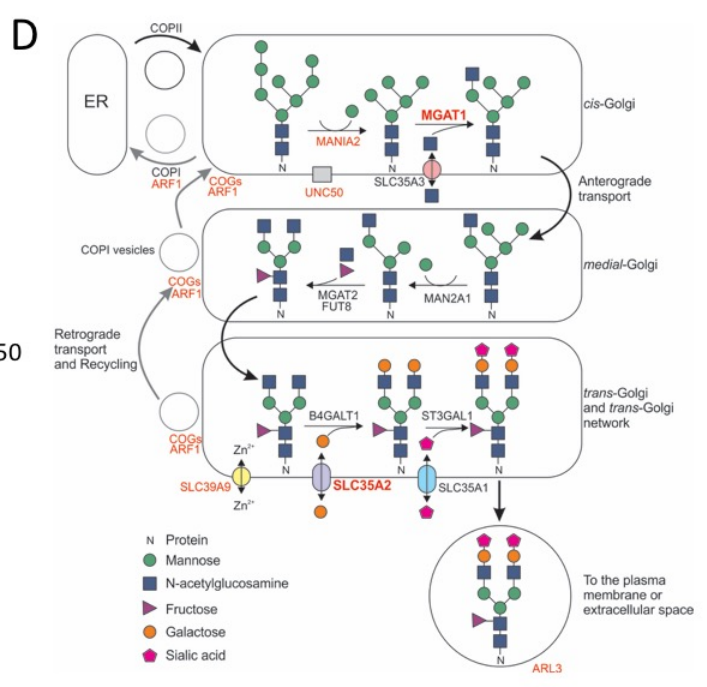 D
COPII
ER
COPI
ARF1
COGs
ARF1
MANIA2
MGAT1
N
N
N
UNC50
SLC35A3
cis-Golgi
Anterograde
transport
COPI vesicles
COGs
ARF1
MGAT2
FUT8
MAN2A1
N
N
N
medial-Golgi
50
Retrograde
transport
and Recycling
COGs
ARF1
B4GALT1
ST3GAL1
N
N
N
Zn2+
SLC39A9
Zn2+
SLC35A2
SLC35A1
trans-Golgi
and trans-Golgi
network
N Protein
Mannose
N-acetylglucosamine
Fructose
Galactose
Sialic acid
N
To the plasma
membrane or
extracellular space
ARL3